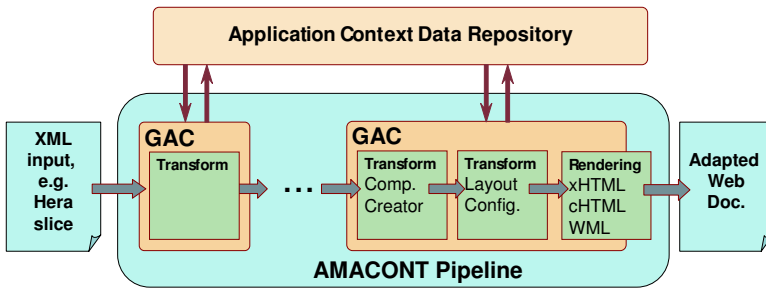 Application Context Data Repository
XML
input,
e.g.
Hera
slice
GAC
Transform
...
GAC
Transform
Comp.
Creator
Transform
Layout
Config.
Rendering
xHTML
cHTML
WML
Adapted
Web
Doc.
AMACONT Pipeline